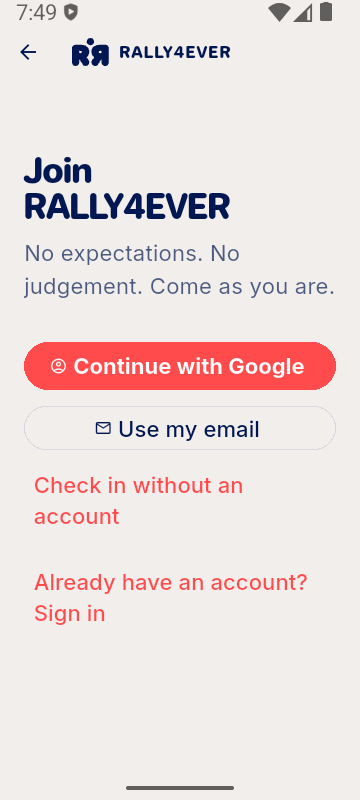 7:49
RALLY4EVER
Join
RALLY4EVER
No expectations. No
judgement. Come as you are.
Continue with Google
Use my email
Check in without an
account
Already have an account?
Sign in